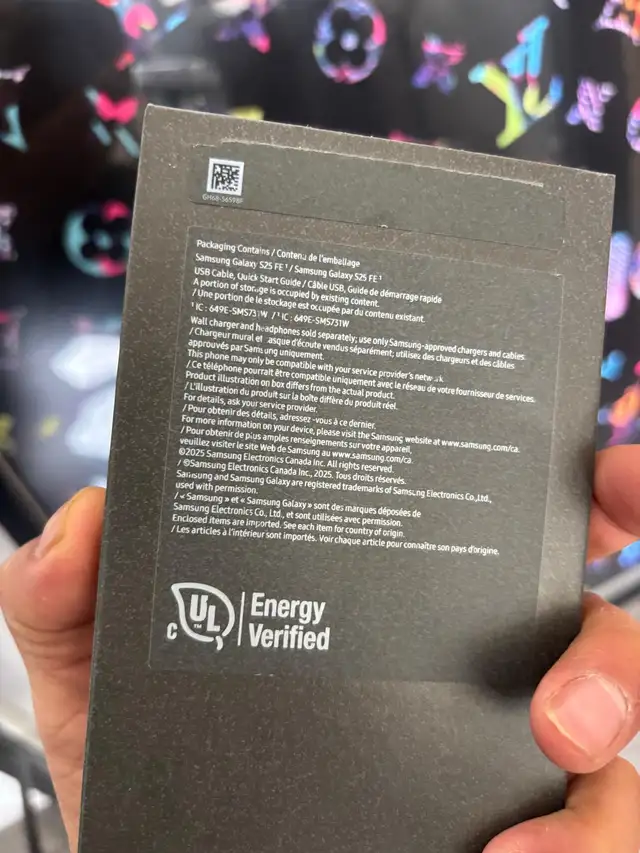 GH68-56598F
Packaging Contains / Contenu de l'emballage
Samsung Galaxy S25 FE¹ / Samsung Galaxy S25 FE¹
USB Cable, Quick Start Guide / Câble USB, Guide de démarrage rapide
A portion of storage is occupied by existing content.
/ Une portion de le stockage est occupée par du contenu existant.
¹ IC : 649E-SMS731W / ¹ IC : 649E-SMS731W
Wall charger and headphones sold separately; use only Samsung-approved chargers and cables.
/ Chargeur mural et casque d'écoute vendus séparément; utilisez des chargeurs et des câbles
approuvés par Samsung uniquement.
This phone may only be compatible with your service provider's network.
/ Ce téléphone pourrait être compatible uniquement avec le réseau de votre fournisseur de services.
Product illustration on box differs from the actual product.
/ L'illustration du produit sur la boîte diffère du produit réel.
For details, ask your service provider.
/ Pour obtenir des détails, adressez-vous à ce dernier.
For more information on your device, please visit the Samsung website at www.samsung.com/ca.
/ Pour obtenir de plus amples renseignements sur votre appareil,
veuillez visiter le site Web de Samsung au www.samsung.com/ca.
©2025 Samsung Electronics Canada Inc. All rights reserved.
/ ©Samsung Electronics Canada Inc., 2025. Tous droits réservés.
Samsung and Samsung Galaxy are registered trademarks of Samsung Electronics Co.,Ltd.,
used with permission.
/ « Samsung » et « Samsung Galaxy » sont des marques déposées de
Samsung Electronics Co., Ltd., et sont utilisées avec permission.
Enclosed items are imported. See each item for country of origin.
/ Les articles à l'intérieur sont importés. Voir chaque article pour connaître son pays d'origine.
C UL ™ Energy
Verified